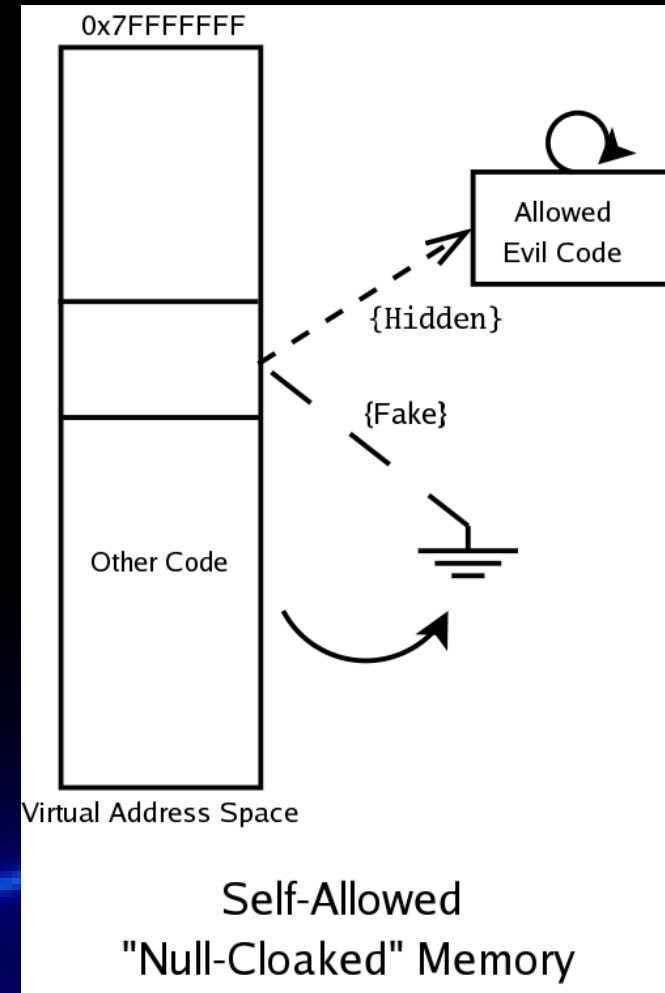 0x7FFFFFFF
Allowed
Evil Code
{Hidden}
{Fake}
Other Code
Virtual Address Space
Self-Allowed
"Null-Cloaked" Memory